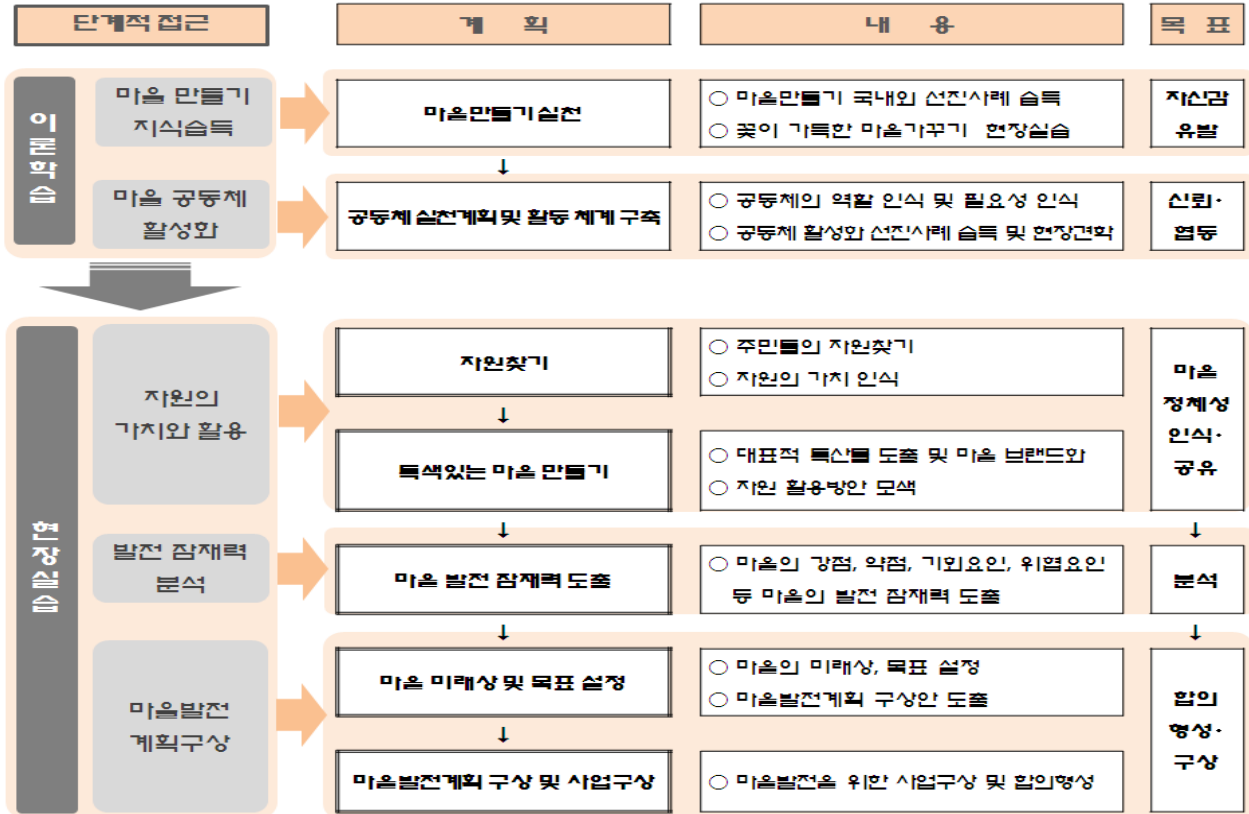 단계적 접근
계 획
내 용
목 표
이론학습
마을 만들기
지식습득
마을만들기 실천
○ 마을만들기 국내외 선진사례 습득
○ 꽃이 가득한 마을가꾸기 현장실습
자신감
유발
↓
마을 공동체
활성화
공동체 실천계획 및 활동 체계 구축
○ 공동체의 역할 인식 및 필요성 인식
○ 공동체 활성화 선진사례 습득 및 현장견학
신뢰·
협동
현장실습
자원의
가치와 활용
자원찾기
○ 주민들의 자원찾기
○ 자원의 가치 인식
마을
정체성
인식·
공유
↓
특색있는 마을 만들기
○ 대표적 특산물 도출 및 마을 브랜드화
○ 자원 활용방안 모색
↓
↓
발전 잠재력
분석
마을 발전 잠재력 도출
○ 마을의 강점, 약점, 기회요인, 위협요인
등 마을의 발전 잠재력 도출
분석
↓
↓
마을발전
계획구상
마을 미래상 및 목표 설정
○ 마을의 미래상, 목표 설정
○ 마을발전계획 구상안 도출
합의
형성·
구상
↓
마을발전계획 구상 및 사업구상
○ 마을발전을 위한 사업구상 및 합의형성